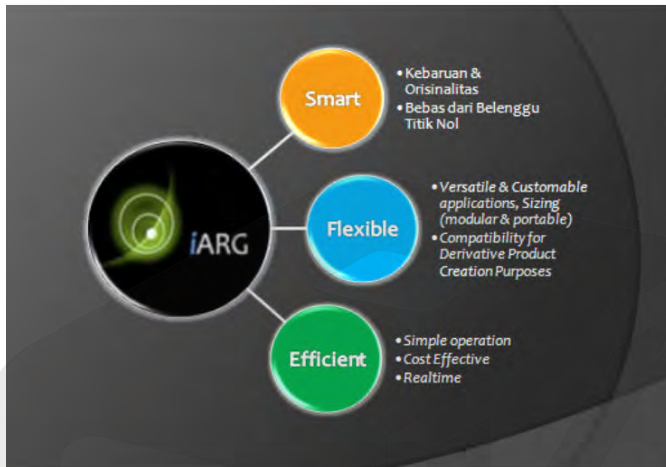 Smart
• Kebaruan &
Orisinalitas
• Bebas dari Belenggu
Titik Nol
iARG
Flexible
• Versatile & Customable
applications, Sizing
(modular & portable)
• Compatibility for
Derivative Product
Creation Purposes
Efficient
• Simple operation
• Cost Effective
• Realtime